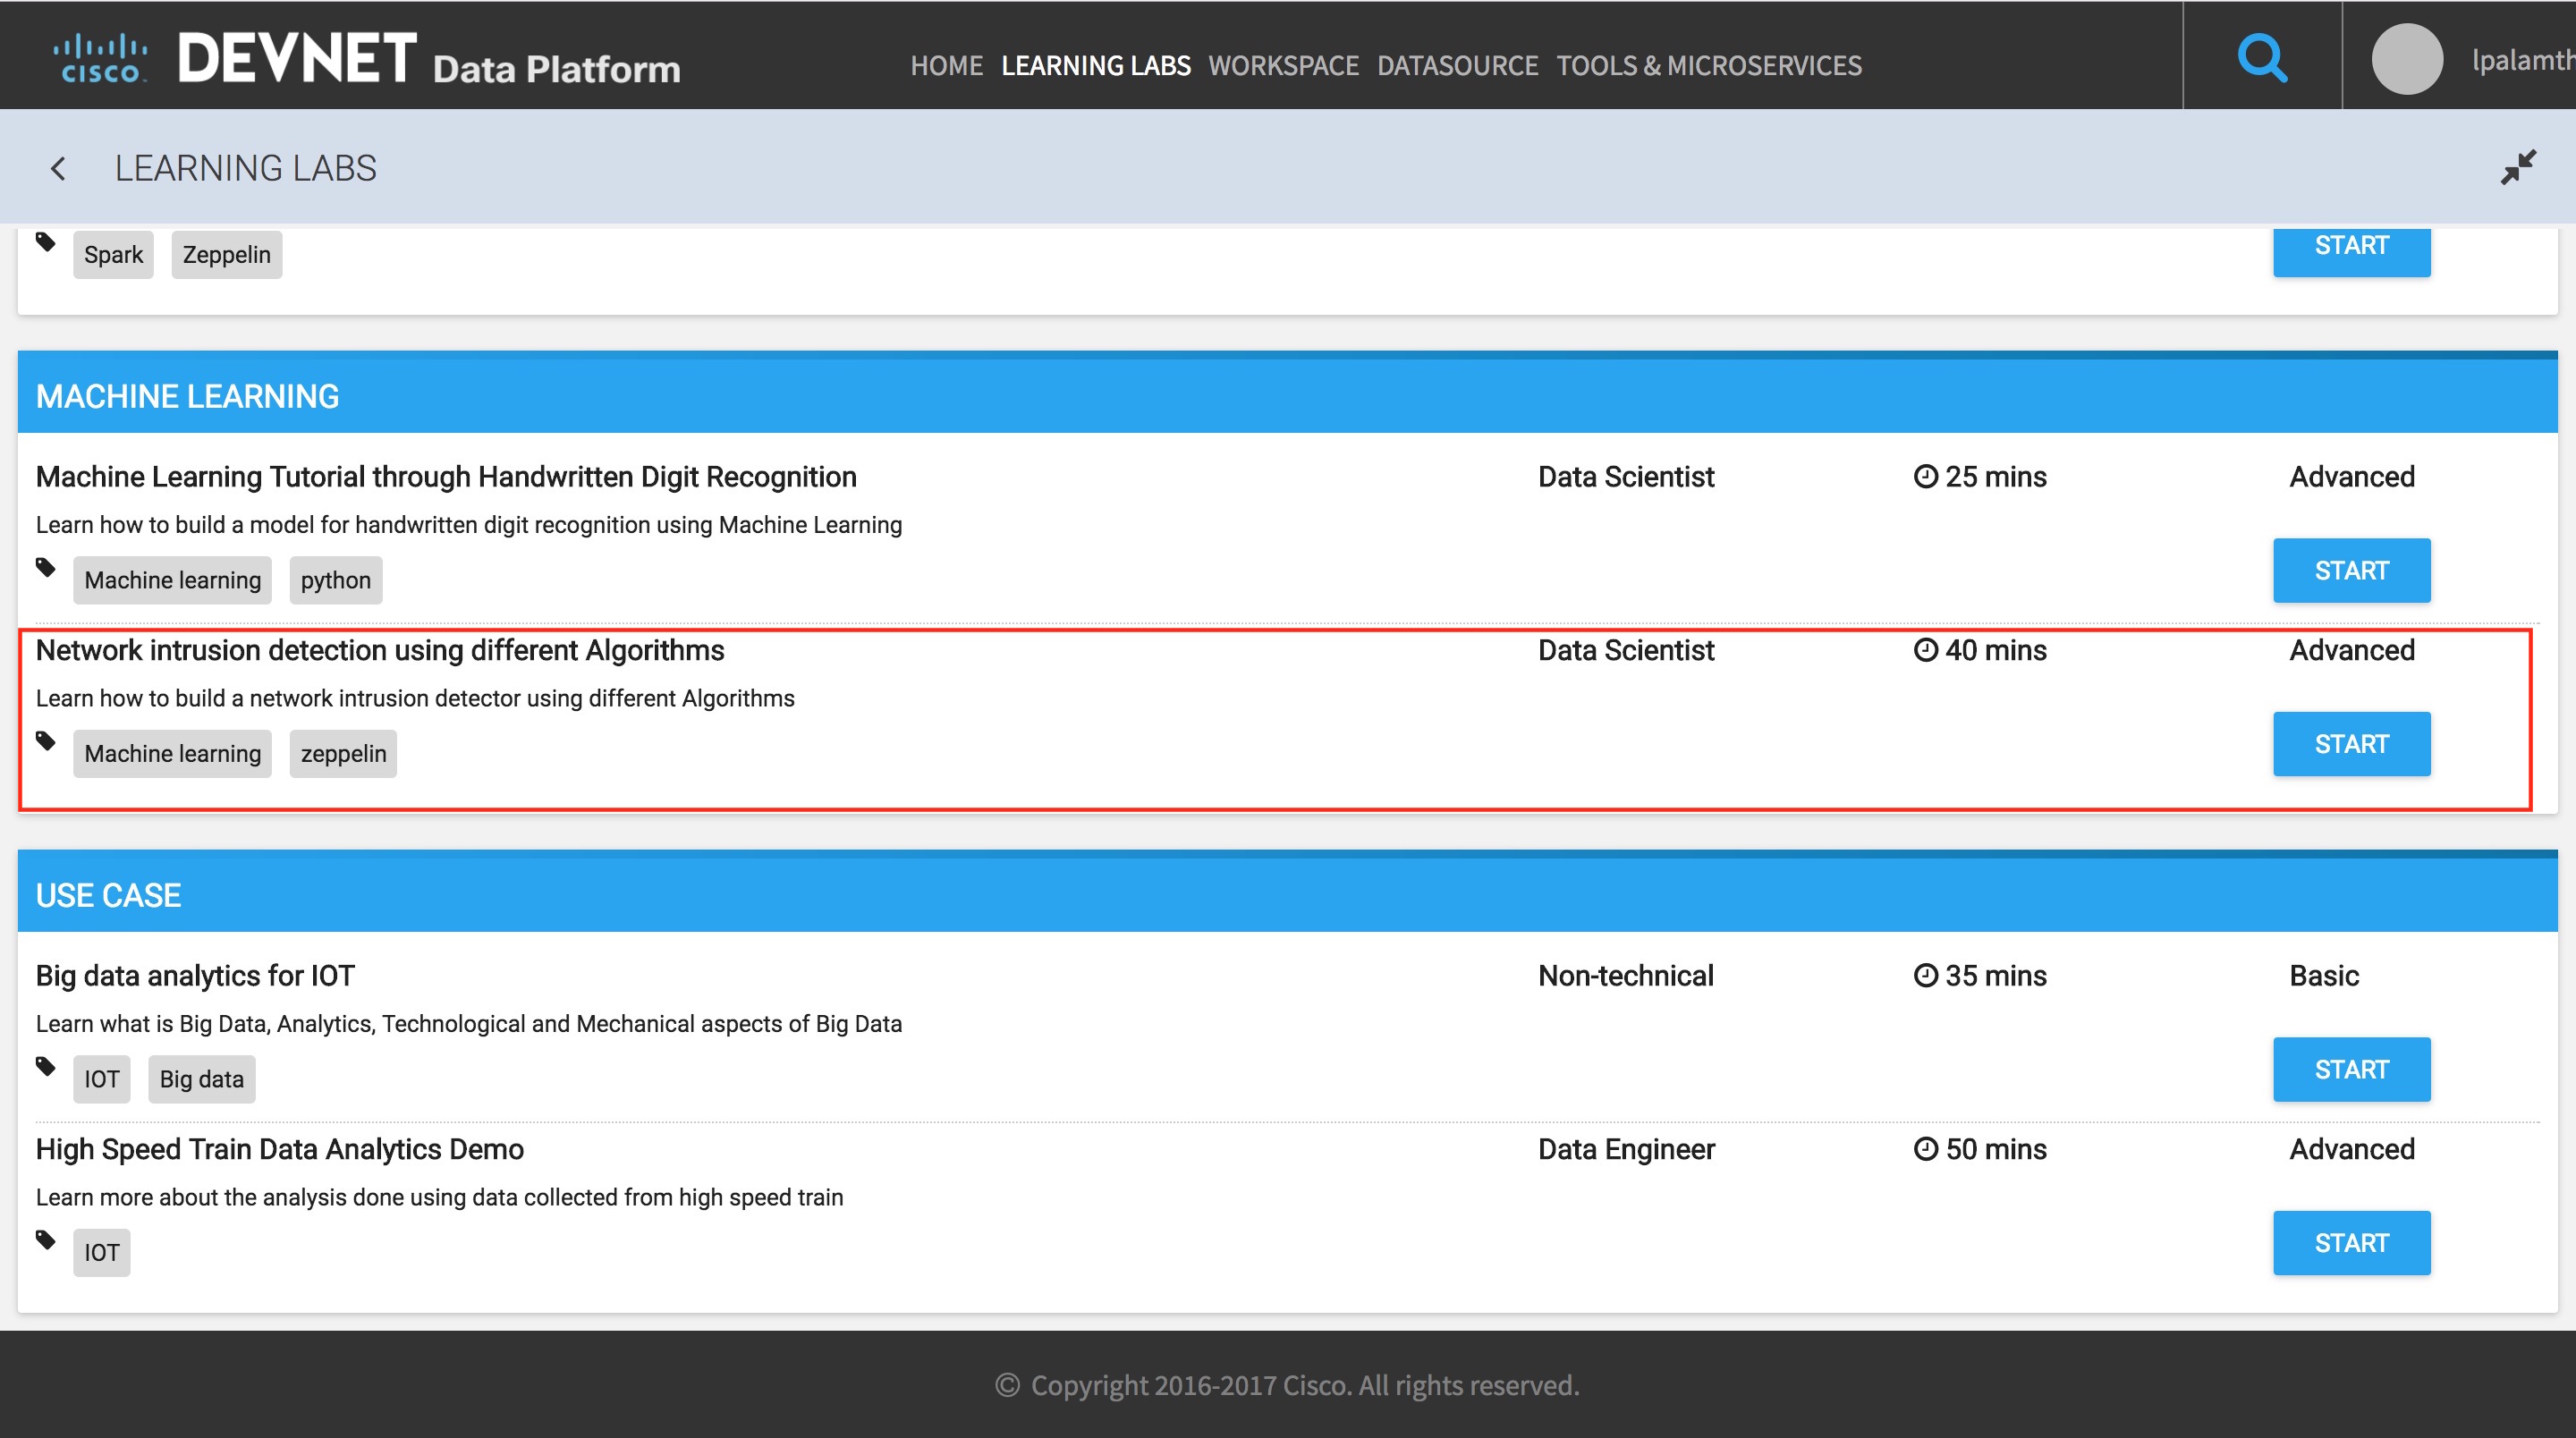 CISCO DEVNET Data Platform HOME LEARNING LABS WORKSPACE DATASOURCE TOOLS & MICROSERVICES lpalamth
LEARNING LABS
Spark Zeppelin START
MACHINE LEARNING
Machine Learning Tutorial through Handwritten Digit Recognition Data Scientist 25 mins Advanced
Learn how to build a model for handwritten digit recognition using Machine Learning
Machine learning python START
Network intrusion detection using different Algorithms Data Scientist 40 mins Advanced
Learn how to build a network intrusion detector using different Algorithms
Machine learning zeppelin START
USE CASE
Big data analytics for IOT Non-technical 35 mins Basic
Learn what is Big Data, Analytics, Technological and Mechanical aspects of Big Data
IOT Big data START
High Speed Train Data Analytics Demo Data Engineer 50 mins Advanced
Learn more about the analysis done using data collected from high speed train
IOT START
© Copyright 2016-2017 Cisco. All rights reserved.